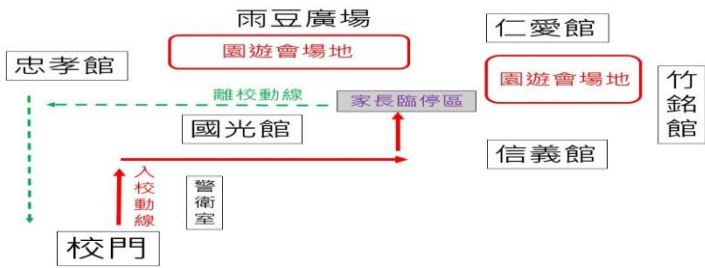 雨豆廣場
仁愛館
園遊會場地
忠孝館
園遊會場地
竹銘館
離校動線
家長臨停區
國光館
信義館
入校動線
警衛室
校門